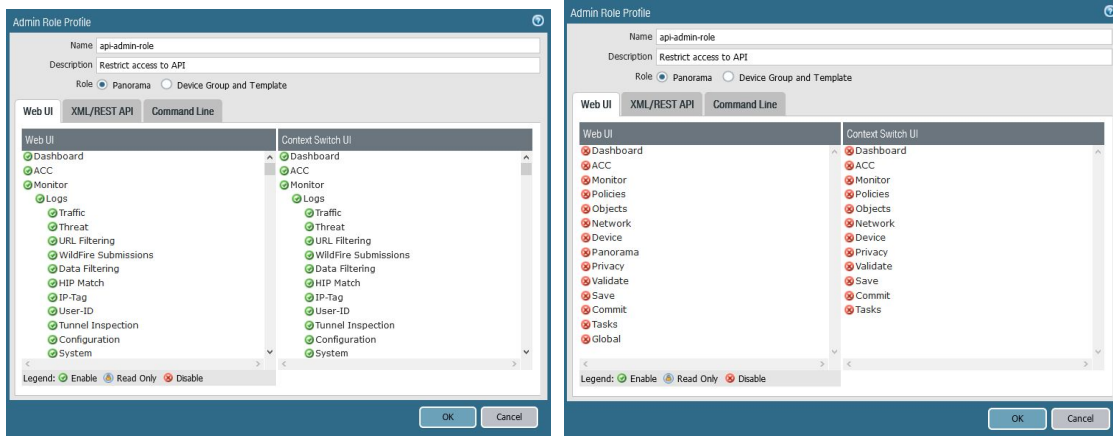 Admin Role Profile
Name api-admin-role
Description Restrict access to API
Role Panorama Device Group and Template
Web UI XML/REST API Command Line
Web UI Context Switch UI
Dashboard Dashboard
ACC ACC
Monitor Monitor
Logs Logs
Traffic Traffic
Threat Threat
URL Filtering URL Filtering
WildFire Submissions WildFire Submissions
Data Filtering Data Filtering
HIP Match HIP Match
IP-Tag IP-Tag
User-ID User-ID
Tunnel Inspection Tunnel Inspection
Configuration Configuration
System System
Legend: Enable Read Only Disable
OK Cancel
Admin Role Profile
Name api-admin-role
Description Restrict access to API
Role Panorama Device Group and Template
Web UI XML/REST API Command Line
Web UI Context Switch UI
Dashboard Dashboard
ACC ACC
Monitor Monitor
Policies Policies
Objects Objects
Network Network
Device Device
Panorama Privacy
Privacy Validate
Validate Save
Save Commit
Commit Tasks
Tasks
Global
Legend: Enable Read Only Disable
OK Cancel